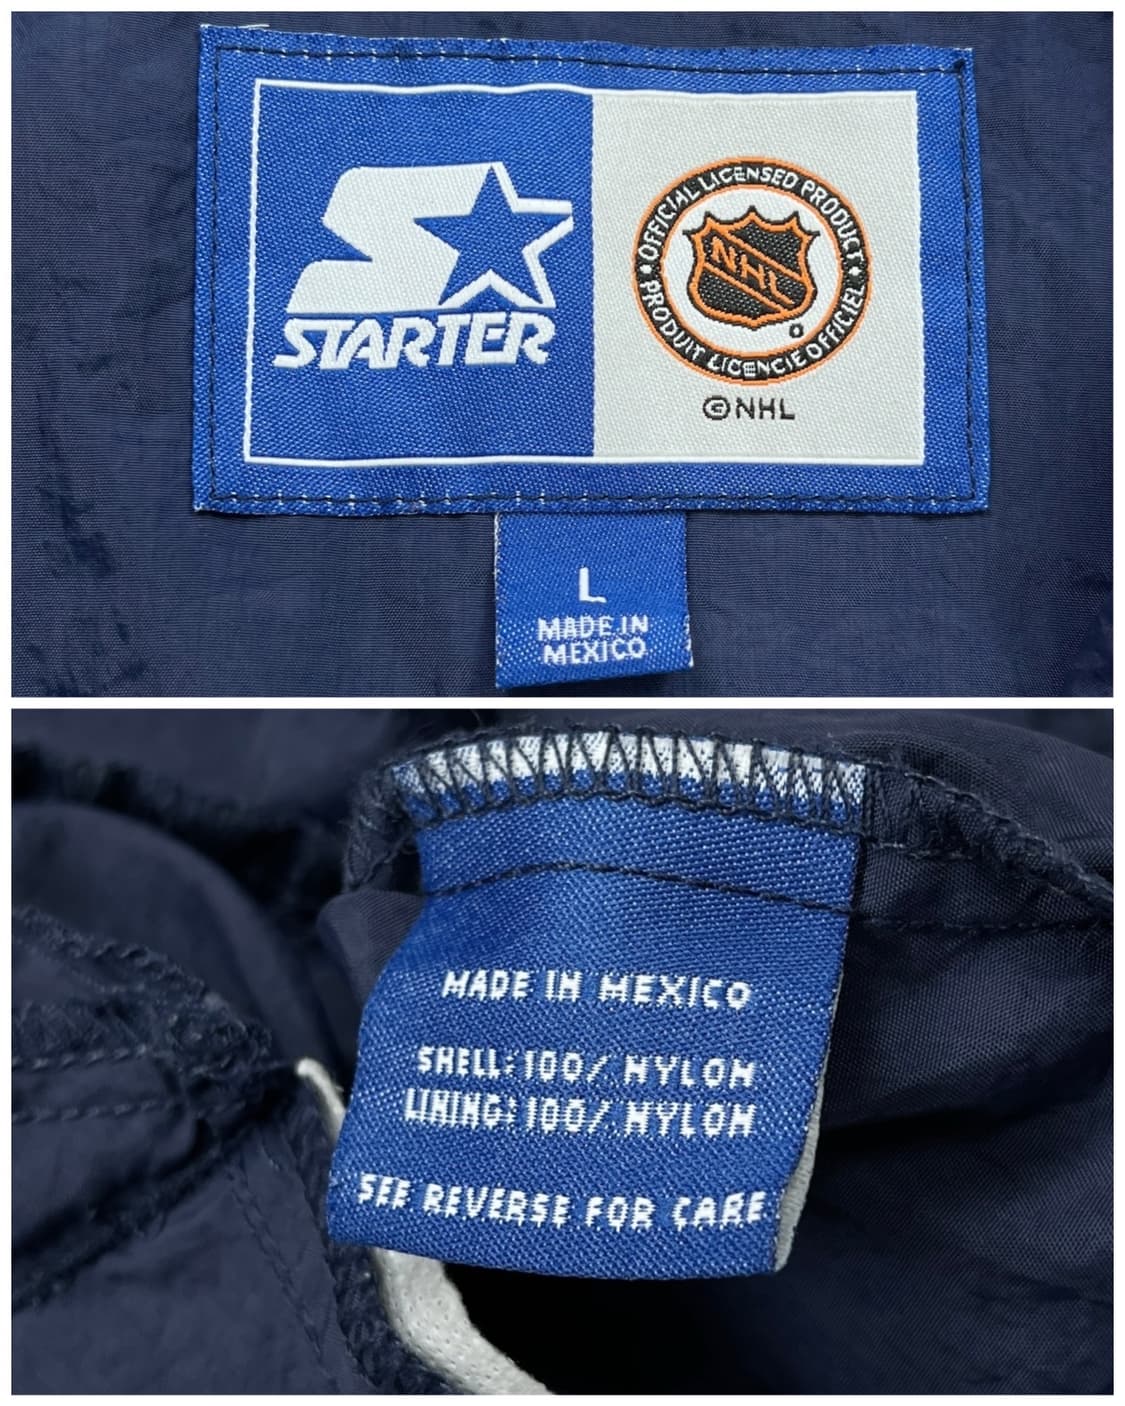 STARTER
OFFICIAL LICENSED PRODUCT
NHL
PRODUIT LICENCIE OFFICIEL
©NHL
L
MADE IN
MEXICO
MADE IN MEXICO
SHELL: 100% NYLON
LINING: 100% NYLON
SEE REVERSE FOR CARE